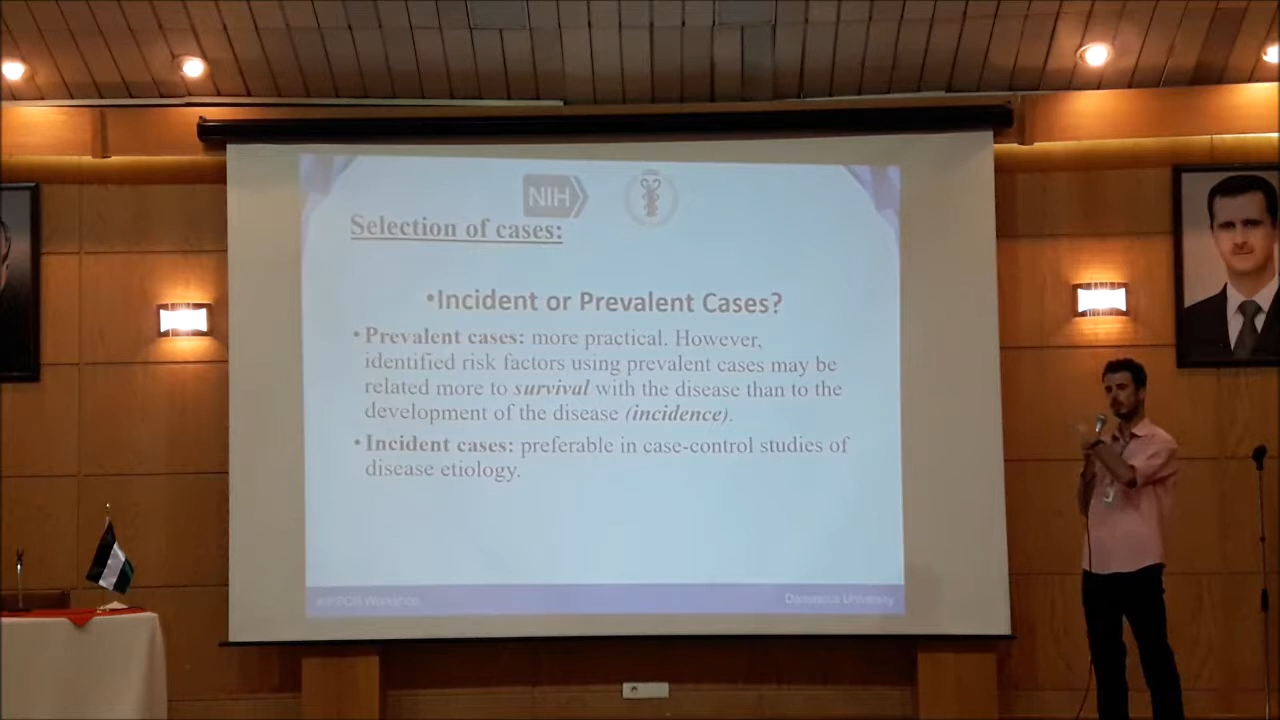 NIH
Selection of cases:
•Incident or Prevalent Cases?
• Prevalent cases: more practical. However,
identified risk factors using prevalent cases may be
related more to survival with the disease than to the
development of the disease (incidence).
• Incident cases: preferable in case-control studies of
disease etiology.
Workshop
Damascus University